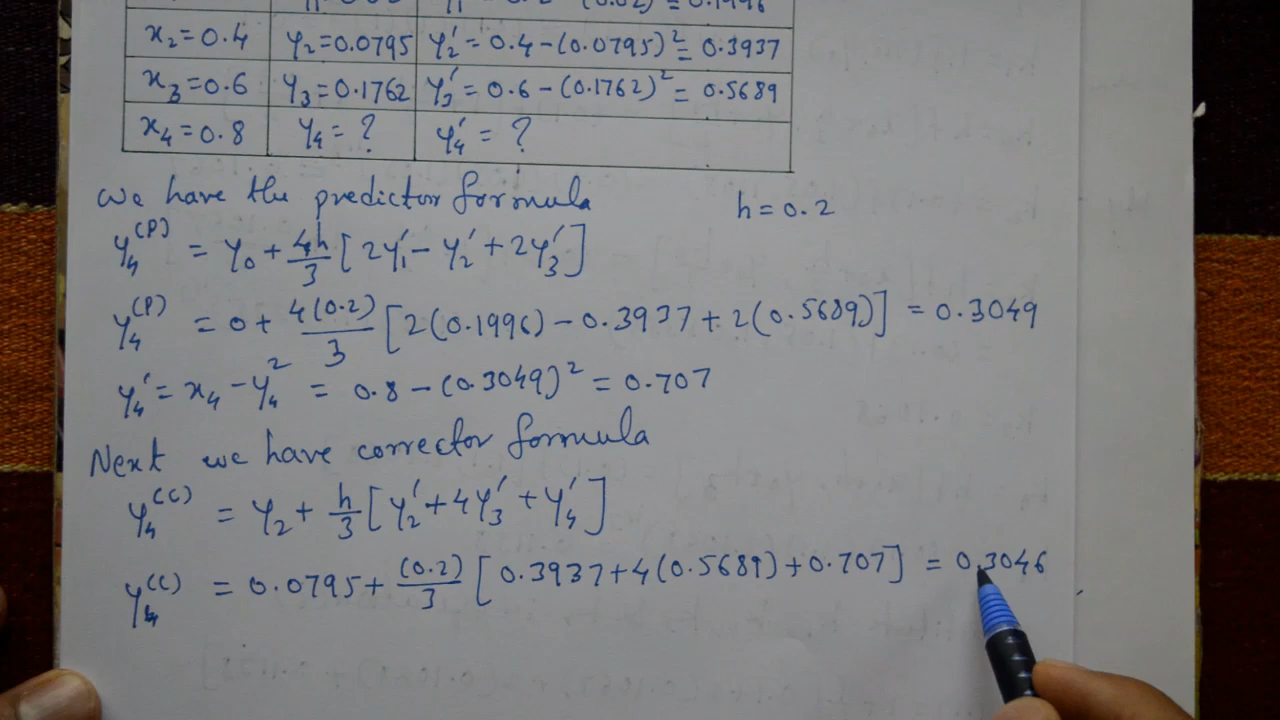 x₂=0.4 y₂=0.0795 y₂′ = 0.4-(0.0795)² = 0.3937
x₃=0.6 y₃=0.1762 y₃′ = 0.6-(0.1762)² = 0.5689
x₄=0.8 y₄ = ? y₄′ = ?
We have the predictor formula h = 0.2
y₄⁽ᴾ⁾ = y₀ + 4h/3 [2y₁′ - y₂′ + 2y₃′]
y₄⁽ᴾ⁾ = 0 + 4(0.2)/3 [2(0.1996) - 0.3937 + 2(0.5689)] = 0.3049
y₄′ = x₄ - y₄² = 0.8 - (0.3049)² = 0.707
Next we have corrector formula
y₄^(C) = y₂ + h/3 [y₂′ + 4y₃′ + y₄′]
y₄^(C) = 0.0795 + (0.2)/3 [0.3937 + 4(0.5689) + 0.707] = 0.3046